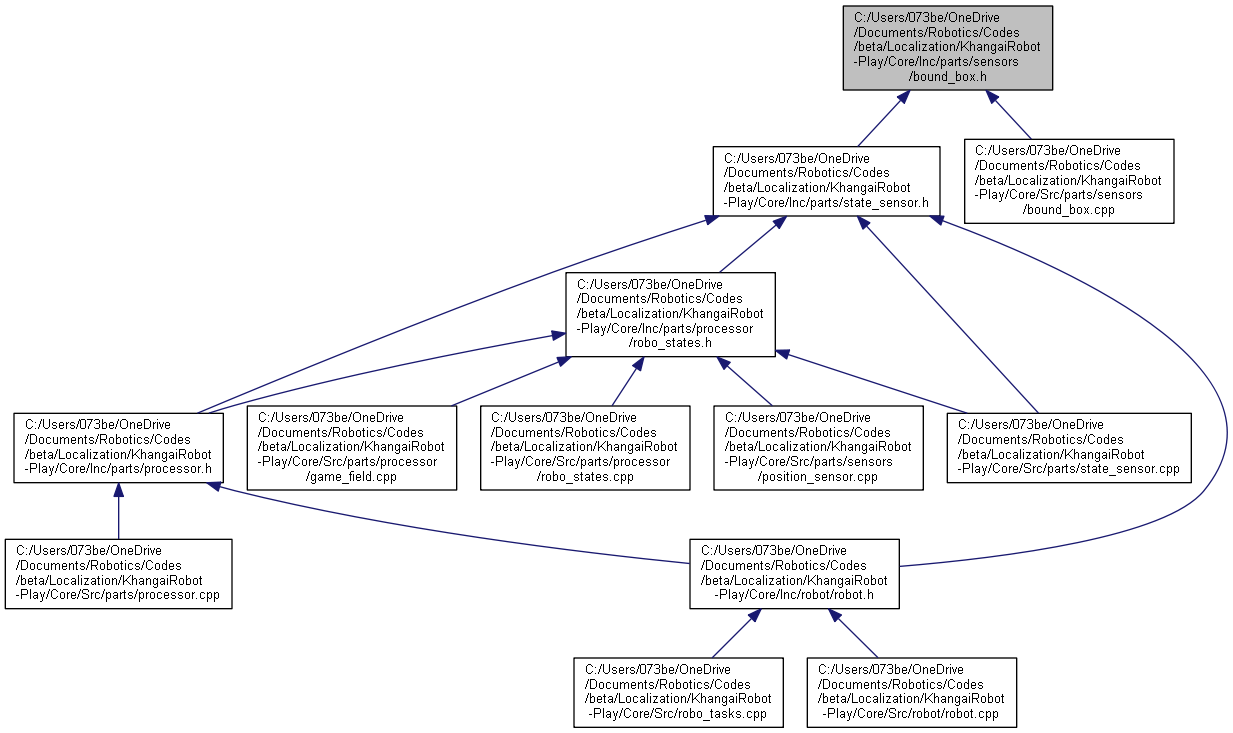 C:/Users/073be/OneDrive
/Documents/Robotics/Codes
/beta/Localization/KhangaiRobot
-Play/Core/Inc/parts/sensors
/bound_box.h
C:/Users/073be/OneDrive
/Documents/Robotics/Codes
/beta/Localization/KhangaiRobot
-Play/Core/Inc/parts/state_sensor.h
C:/Users/073be/OneDrive
/Documents/Robotics/Codes
/beta/Localization/KhangaiRobot
-Play/Core/Src/parts/sensors
/bound_box.cpp
C:/Users/073be/OneDrive
/Documents/Robotics/Codes
/beta/Localization/KhangaiRobot
-Play/Core/Inc/parts/processor
/robo_states.h
C:/Users/073be/OneDrive
/Documents/Robotics/Codes
/beta/Localization/KhangaiRobot
-Play/Core/Inc/parts/processor.h
C:/Users/073be/OneDrive
/Documents/Robotics/Codes
/beta/Localization/KhangaiRobot
-Play/Core/Src/parts/processor
/game_field.cpp
C:/Users/073be/OneDrive
/Documents/Robotics/Codes
/beta/Localization/KhangaiRobot
-Play/Core/Src/parts/processor
/robo_states.cpp
C:/Users/073be/OneDrive
/Documents/Robotics/Codes
/beta/Localization/KhangaiRobot
-Play/Core/Src/parts/sensors
/position_sensor.cpp
C:/Users/073be/OneDrive
/Documents/Robotics/Codes
/beta/Localization/KhangaiRobot
-Play/Core/Src/parts/state_sensor.cpp
C:/Users/073be/OneDrive
/Documents/Robotics/Codes
/beta/Localization/KhangaiRobot
-Play/Core/Src/parts/processor.cpp
C:/Users/073be/OneDrive
/Documents/Robotics/Codes
/beta/Localization/KhangaiRobot
-Play/Core/Inc/robot/robot.h
C:/Users/073be/OneDrive
/Documents/Robotics/Codes
/beta/Localization/KhangaiRobot
-Play/Core/Src/robo_tasks.cpp
C:/Users/073be/OneDrive
/Documents/Robotics/Codes
/beta/Localization/KhangaiRobot
-Play/Core/Src/robot/robot.cpp